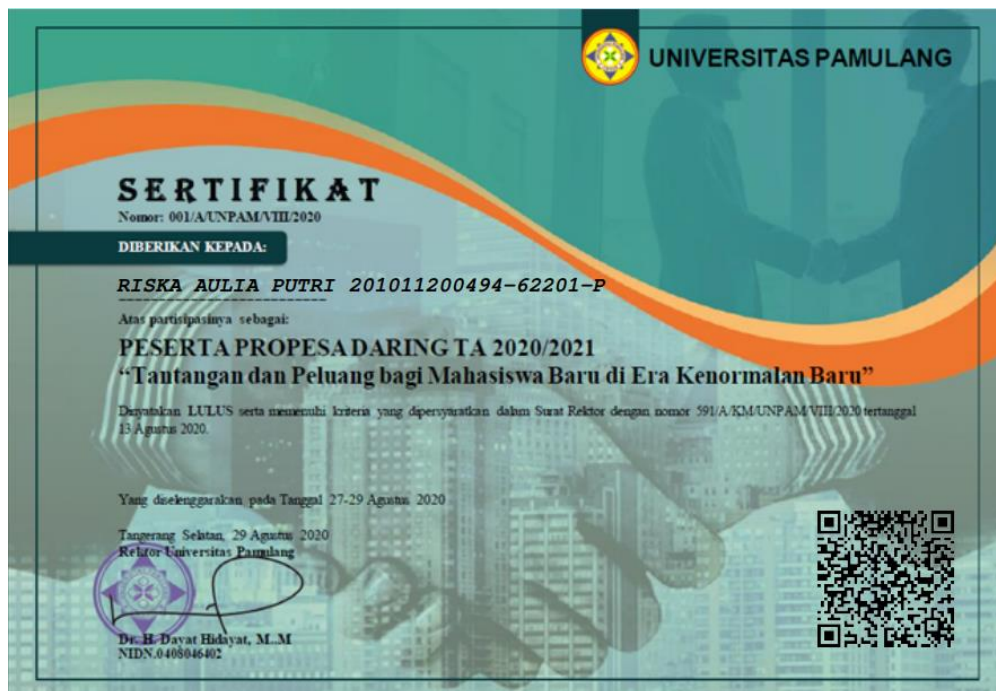 UNIVERSITAS PAMULANG
SERTIFIKAT
Nomor: 001/A/UNPAM/VIII/2020
DIBERIKAN KEPADA:
RISKA AULIA PUTRI 201011200494-62201-P
Atas partisipasinya sebagai:
PESERTA PROPESA DARING TA 2020/2021
“Tantangan dan Peluang bagi Mahasiswa Baru di Era Kenormalan Baru”
Dinyatakan LULUS serta memenuhi kriteria yang dipersyaratkan dalam Surat Rektor dengan nomor 591/A/KM/UNPAM/VIII/2020 tertanggal
13 Agustus 2020.
Yang diselenggarakan pada Tanggal 27-29 Agustus 2020
Tangerang Selatan, 29 Agustus 2020
Rektor Universitas Pamulang
Dr. H. Dayat Hidayat, M..M
NIDN.0408046402